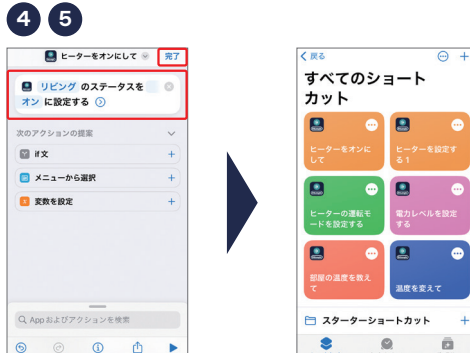 4 5
ヒーターをオンにして
完了
リビング のステータスを
オン に設定する
次のアクションの提案
if文
メニューから選択
変数を設定
Appおよびアクションを検索
戻る
すべてのショート
カット
ヒーターをオンに
して
ヒーターを設定す
る 1
ヒーターの運転モ
ードを設定する
電力レベルを設定
する
部屋の温度を教え
て
温度を変えて
スターターショートカット